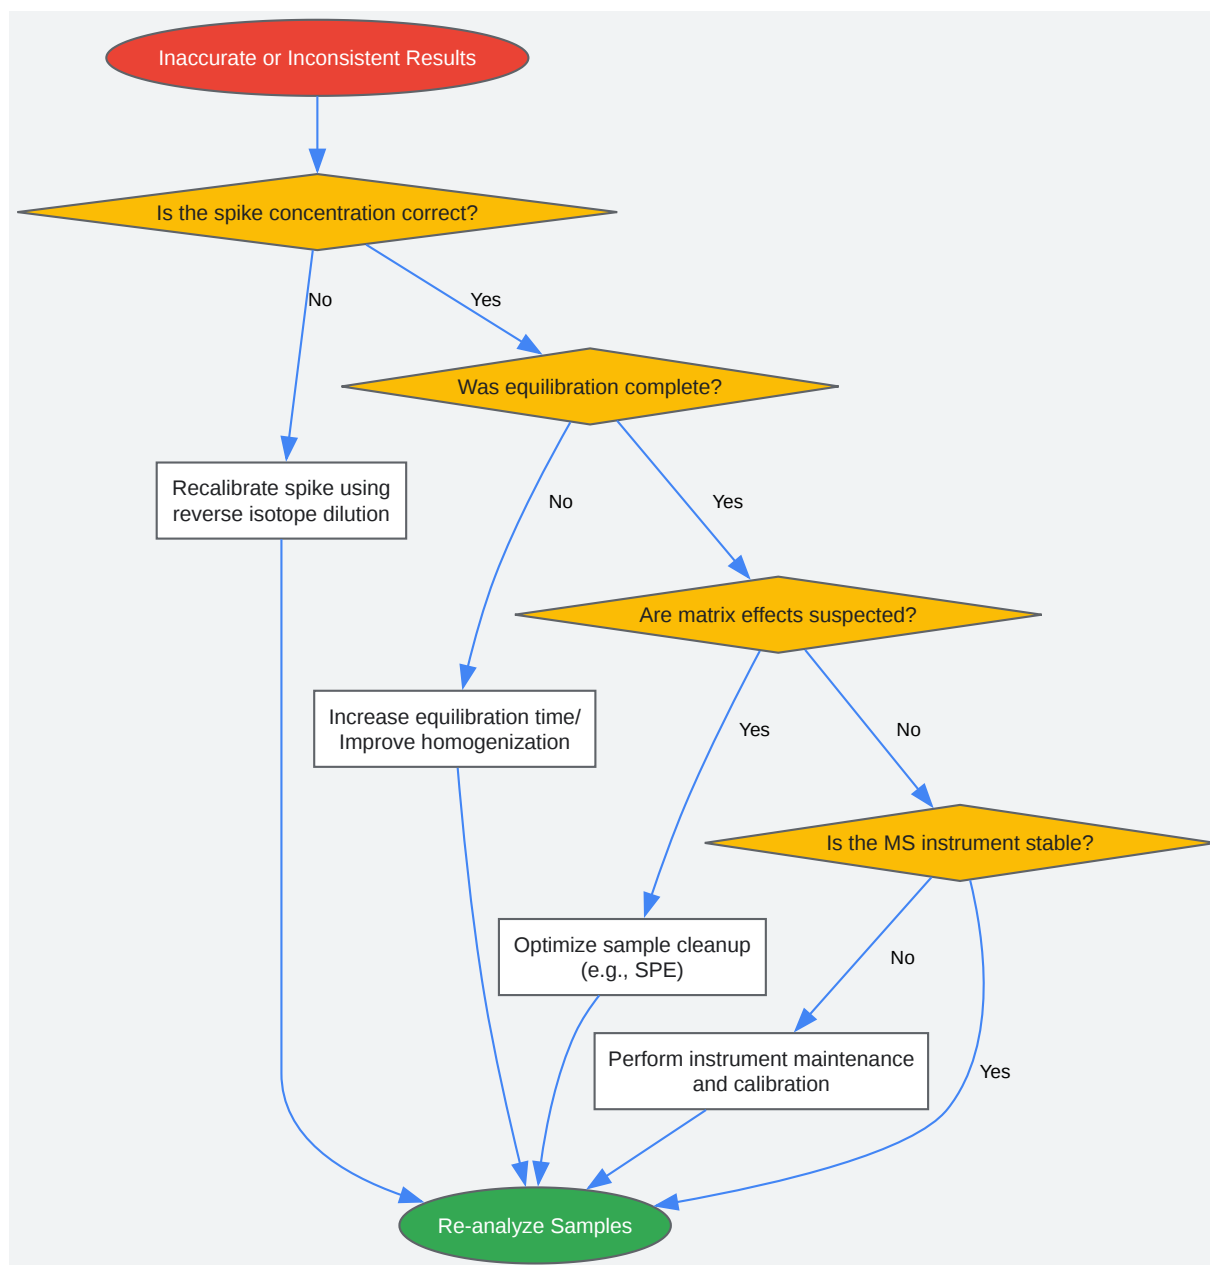 Inaccurate or Inconsistent Results
Is the spike concentration correct?
No
Yes
Was equilibration complete?
Recalibrate spike using
reverse isotope dilution
No
Yes
Are matrix effects suspected?
Increase equilibration time/
Improve homogenization
Yes
No
Is the MS instrument stable?
Optimize sample cleanup
(e.g., SPE)
No
Perform instrument maintenance
and calibration
Yes
Re-analyze Samples